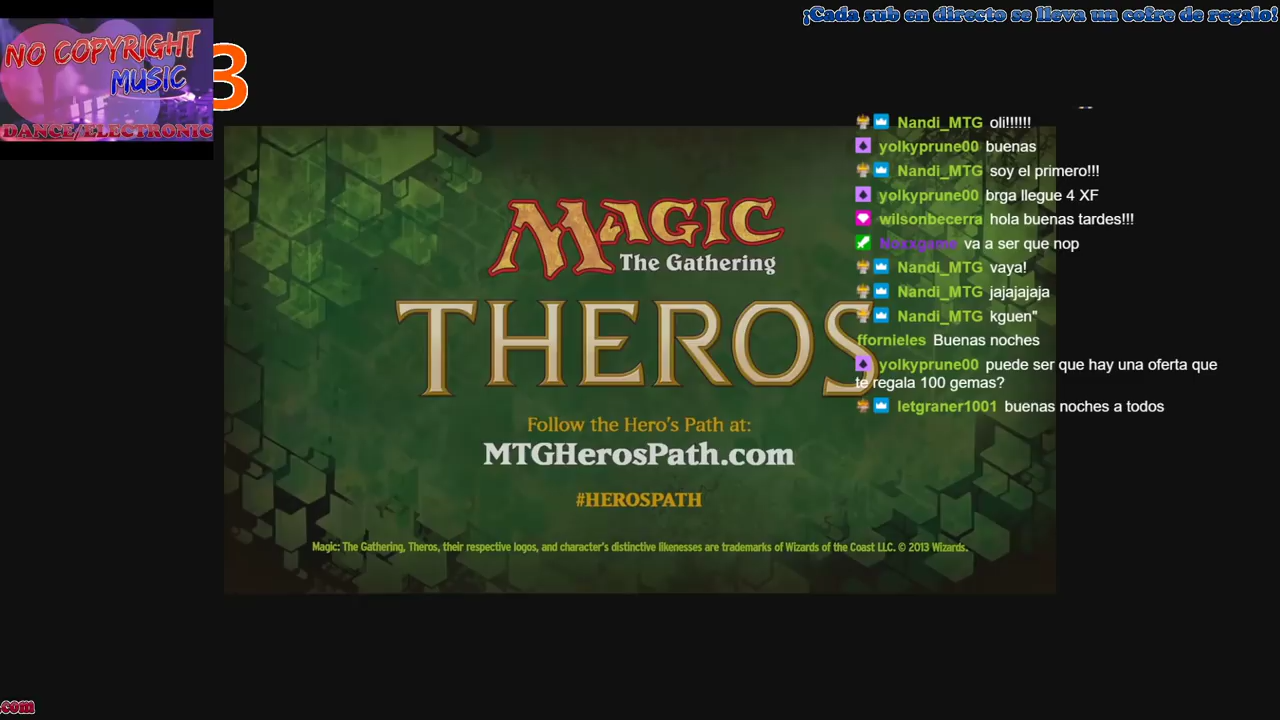 ¡Cada sub en directo se lleva un cofre de regalo!
NO COPYRIGHT
MUSIC
DANCE/ELECTRONIC
3
Nandi_MTG oli!!!!!!
yolkyprune00 buenas
Nandi_MTG soy el primero!!!
yolkyprune00 brga llegue 4 XF
wilsonbecerra hola buenas tardes!!!
Noxxgame va a ser que nop
Nandi_MTG vaya!
Nandi_MTG jajajajaja
Nandi_MTG kguen"
ffornieles Buenas noches
yolkyprune00 puede ser que hay una oferta que
te regala 100 gemas?
letgraner1001 buenas noches a todos
MAGIC
The Gathering
THEROS
Follow the Hero's Path at:
MTGHerosPath.com
#HEROSPATH
Magic: The Gathering, Theros, their respective logos, and character's distinctive likenesses are trademarks of Wizards of the Coast LLC. © 2013 Wizards.
.com